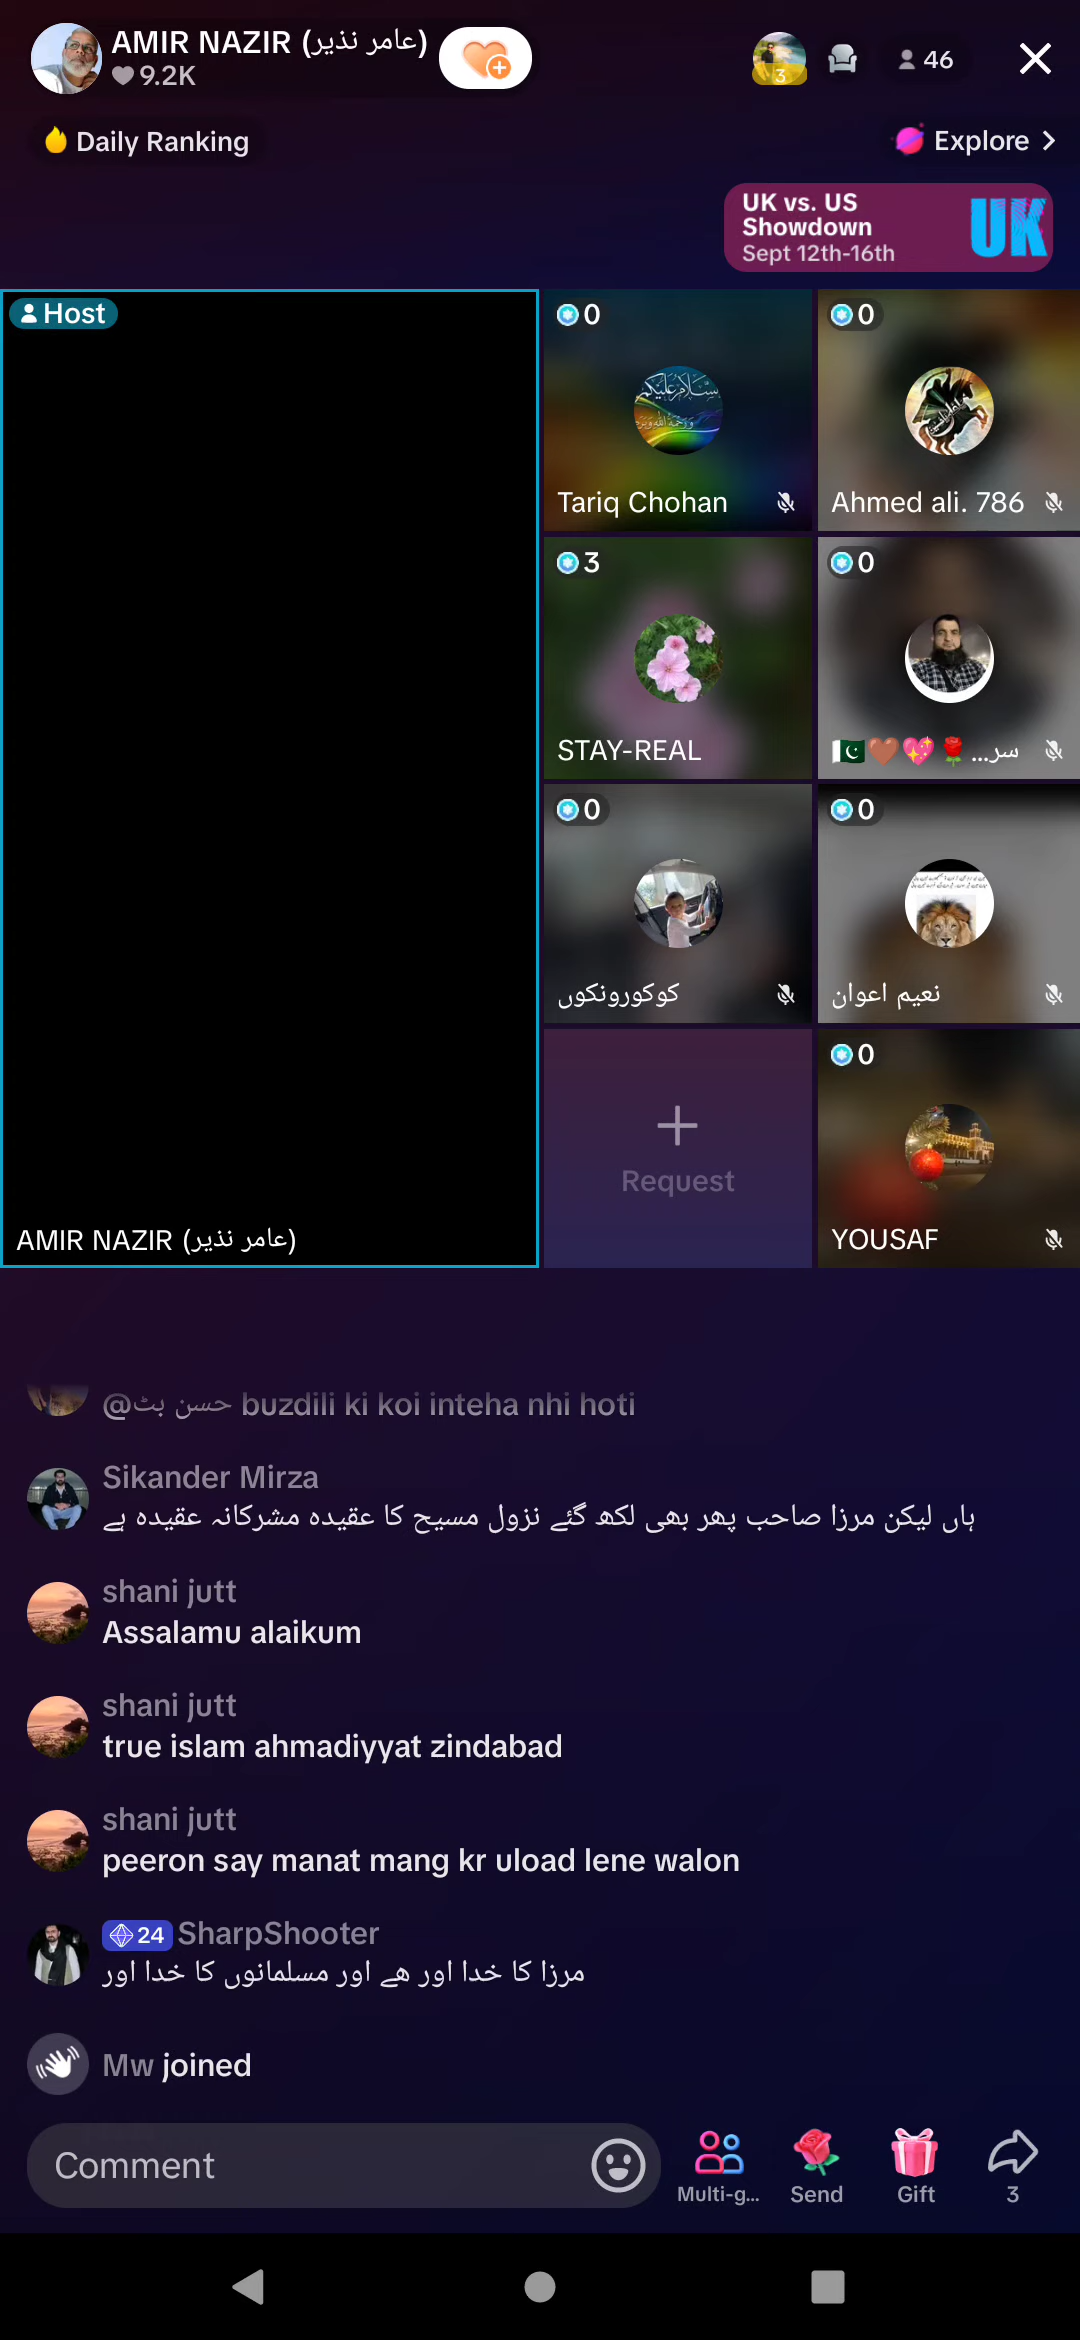 AMIR NAZIR (عامر نذیر)
9.2K
3
46
Daily Ranking
Explore
UK vs. US
Showdown
Sept 12th-16th
UK
Host
AMIR NAZIR (عامر نذیر)
0
Tariq Chohan
0
Ahmed ali. 786
3
STAY-REAL
0
سر...
0
کوکورونکوں
0
نعیم اعوان
Request
0
YOUSAF
@حسن بٹ buzdili ki koi inteha nhi hoti
Sikander Mirza
ہاں لیکن مرزا صاحب پھر بھی لکھ گئے نزول مسیح کا عقیدہ مشرکانہ عقیدہ ہے
shani jutt
Assalamu alaikum
shani jutt
true islam ahmadiyyat zindabad
shani jutt
peeron say manat mang kr uload lene walon
24 SharpShooter
مرزا کا خدا اور ھے اور مسلمانوں کا خدا اور
Mw joined
Comment
Multi-g...
Send
Gift
3